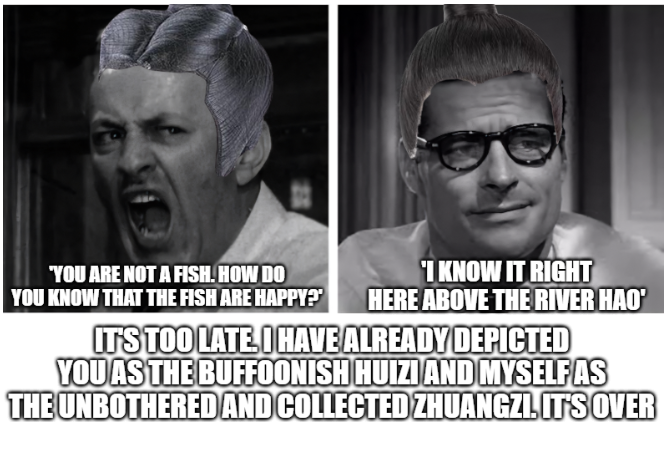 'YOU ARE NOT A FISH. HOW DO
YOU KNOW THAT THE FISH ARE HAPPY?'
'I KNOW IT RIGHT
HERE ABOVE THE RIVER HAO'
IT'S TOO LATE. I HAVE ALREADY DEPICTED
YOU AS THE BUFFOONISH HUIZI AND MYSELF AS
THE UNBOTHERED AND COLLECTED ZHUANGZI. IT'S OVER